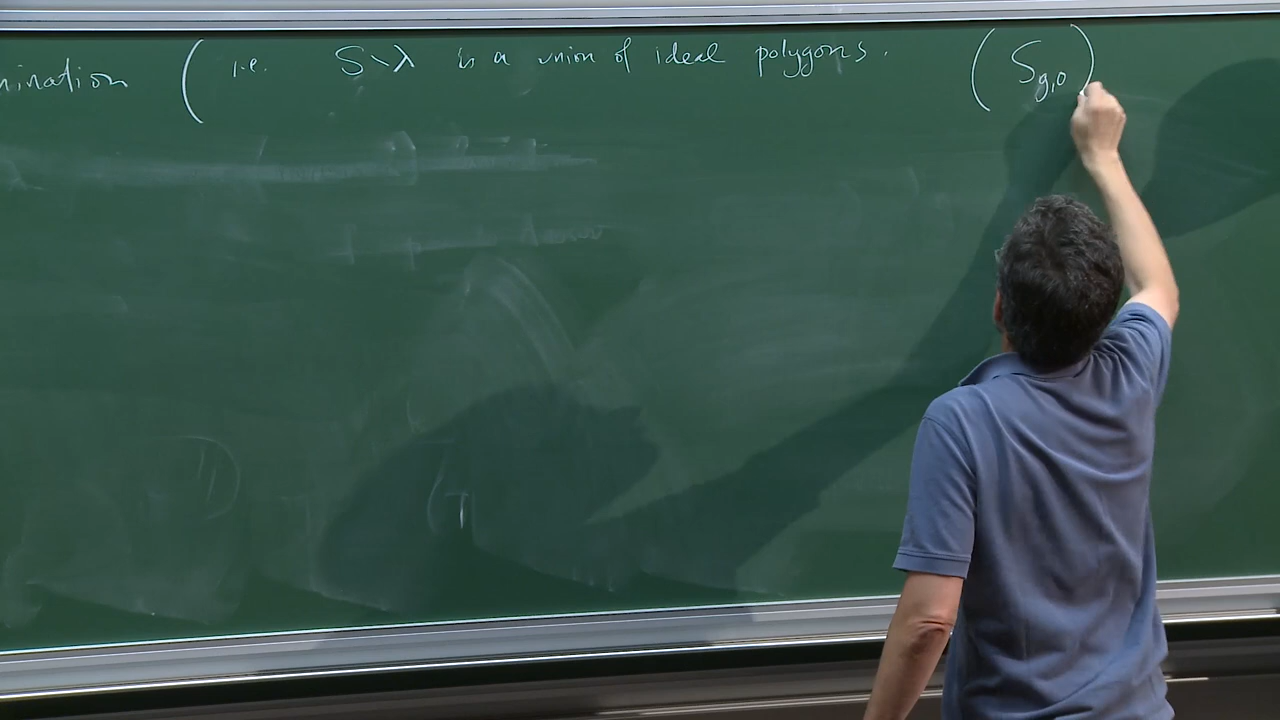 mination ( i.e. S\λ is a union of ideal polygons. ( S_{g,0} )